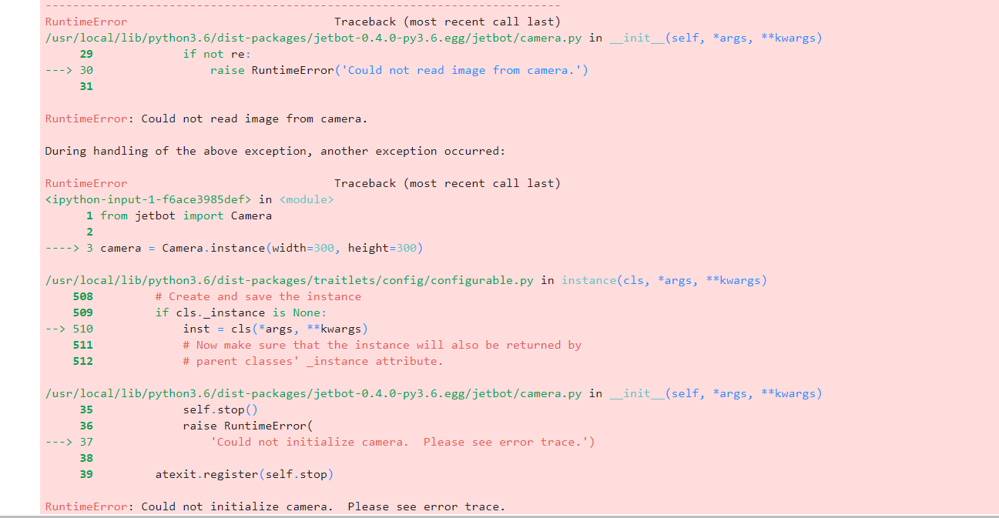 ---------------------------------------------------------------------------
RuntimeError                              Traceback (most recent call last)
/usr/local/lib/python3.6/dist-packages/jetbot-0.4.0-py3.6.egg/jetbot/camera.py in __init__(self, *args, **kwargs)
     29             if not re:
---> 30                 raise RuntimeError('Could not read image from camera.')
     31
RuntimeError: Could not read image from camera.
During handling of the above exception, another exception occurred:
RuntimeError                              Traceback (most recent call last)
<ipython-input-1-f6ace3985def> in <module>
      1 from jetbot import Camera
      2
----> 3 camera = Camera.instance(width=300, height=300)
/usr/local/lib/python3.6/dist-packages/traitlets/config/configurable.py in instance(cls, *args, **kwargs)
    508         # Create and save the instance
    509         if cls._instance is None:
--> 510             inst = cls(*args, **kwargs)
    511             # Now make sure that the instance will also be returned by
    512             # parent classes' _instance attribute.
/usr/local/lib/python3.6/dist-packages/jetbot-0.4.0-py3.6.egg/jetbot/camera.py in __init__(self, *args, **kwargs)
     35             self.stop()
     36             raise RuntimeError(
---> 37                 'Could not initialize camera.  Please see error trace.')
     38
     39         atexit.register(self.stop)
RuntimeError: Could not initialize camera.  Please see error trace.